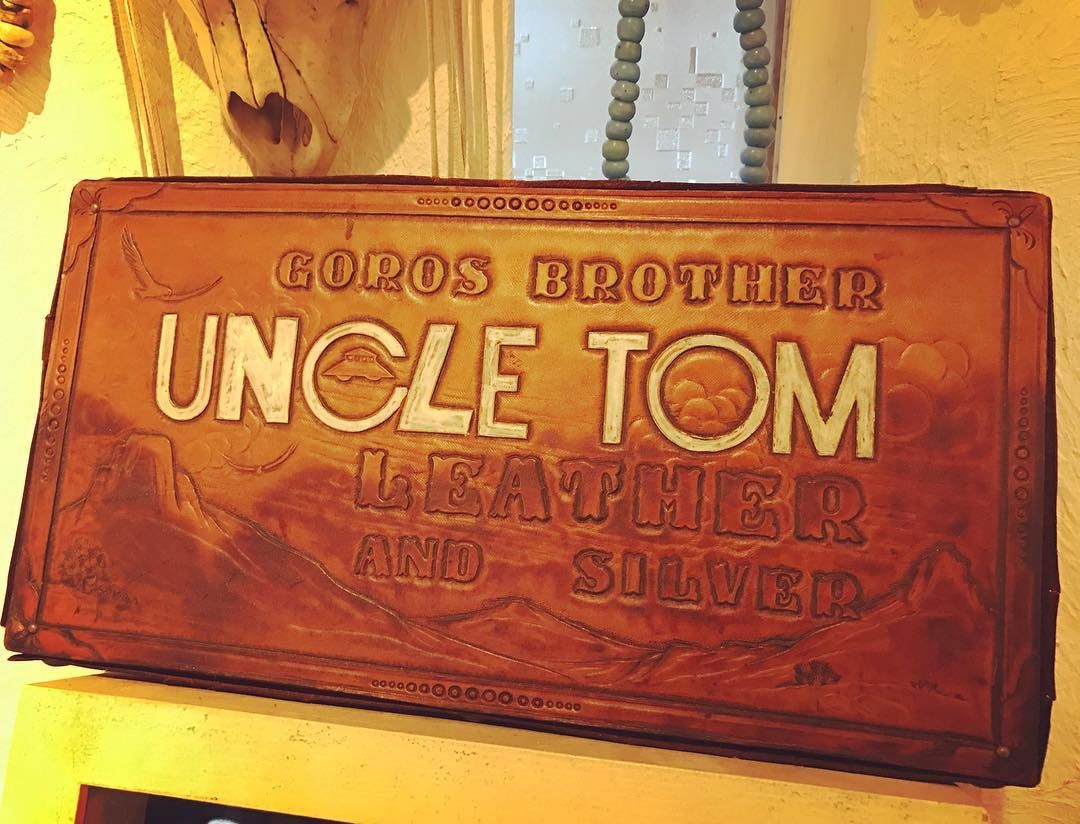 GOROS BROTHER
UNCLE TOM
LEATHER
AND SILVER